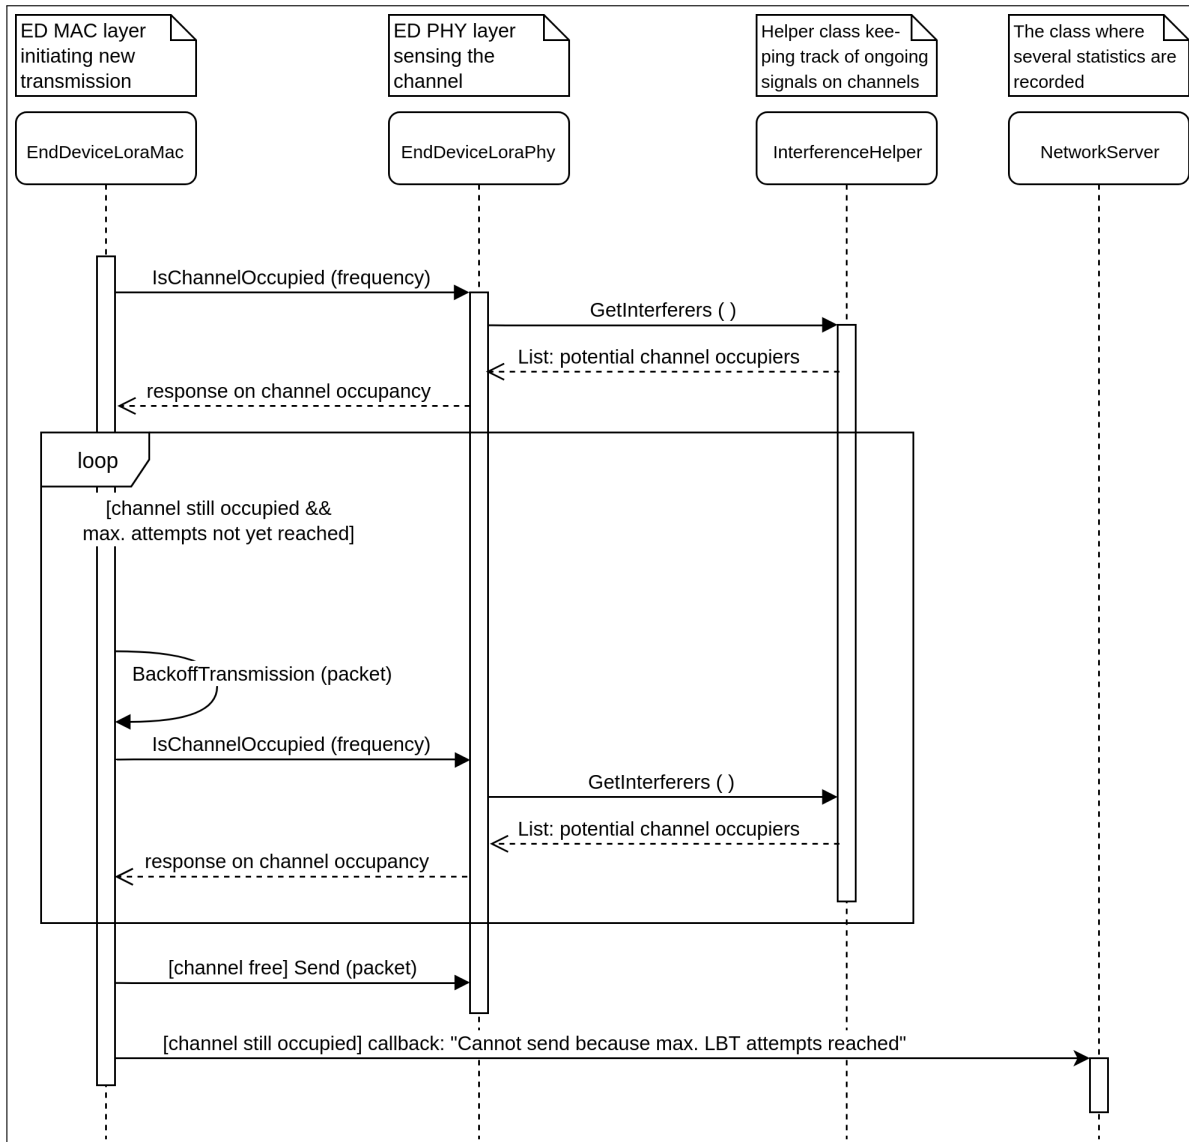 ED MAC layer
initiating new
transmission
ED PHY layer
sensing the
channel
Helper class kee-
ping track of ongoing
signals on channels
The class where
several statistics are
recorded
EndDeviceLoraMac
EndDeviceLoraPhy
InterferenceHelper
NetworkServer
IsChannelOccupied (frequency)
GetInterferers ( )
List: potential channel occupiers
response on channel occupancy
loop
[channel still occupied &&
max. attempts not yet reached]
BackoffTransmission (packet)
IsChannelOccupied (frequency)
GetInterferers ( )
List: potential channel occupiers
response on channel occupancy
[channel free] Send (packet)
[channel still occupied] callback: "Cannot send because max. LBT attempts reached"